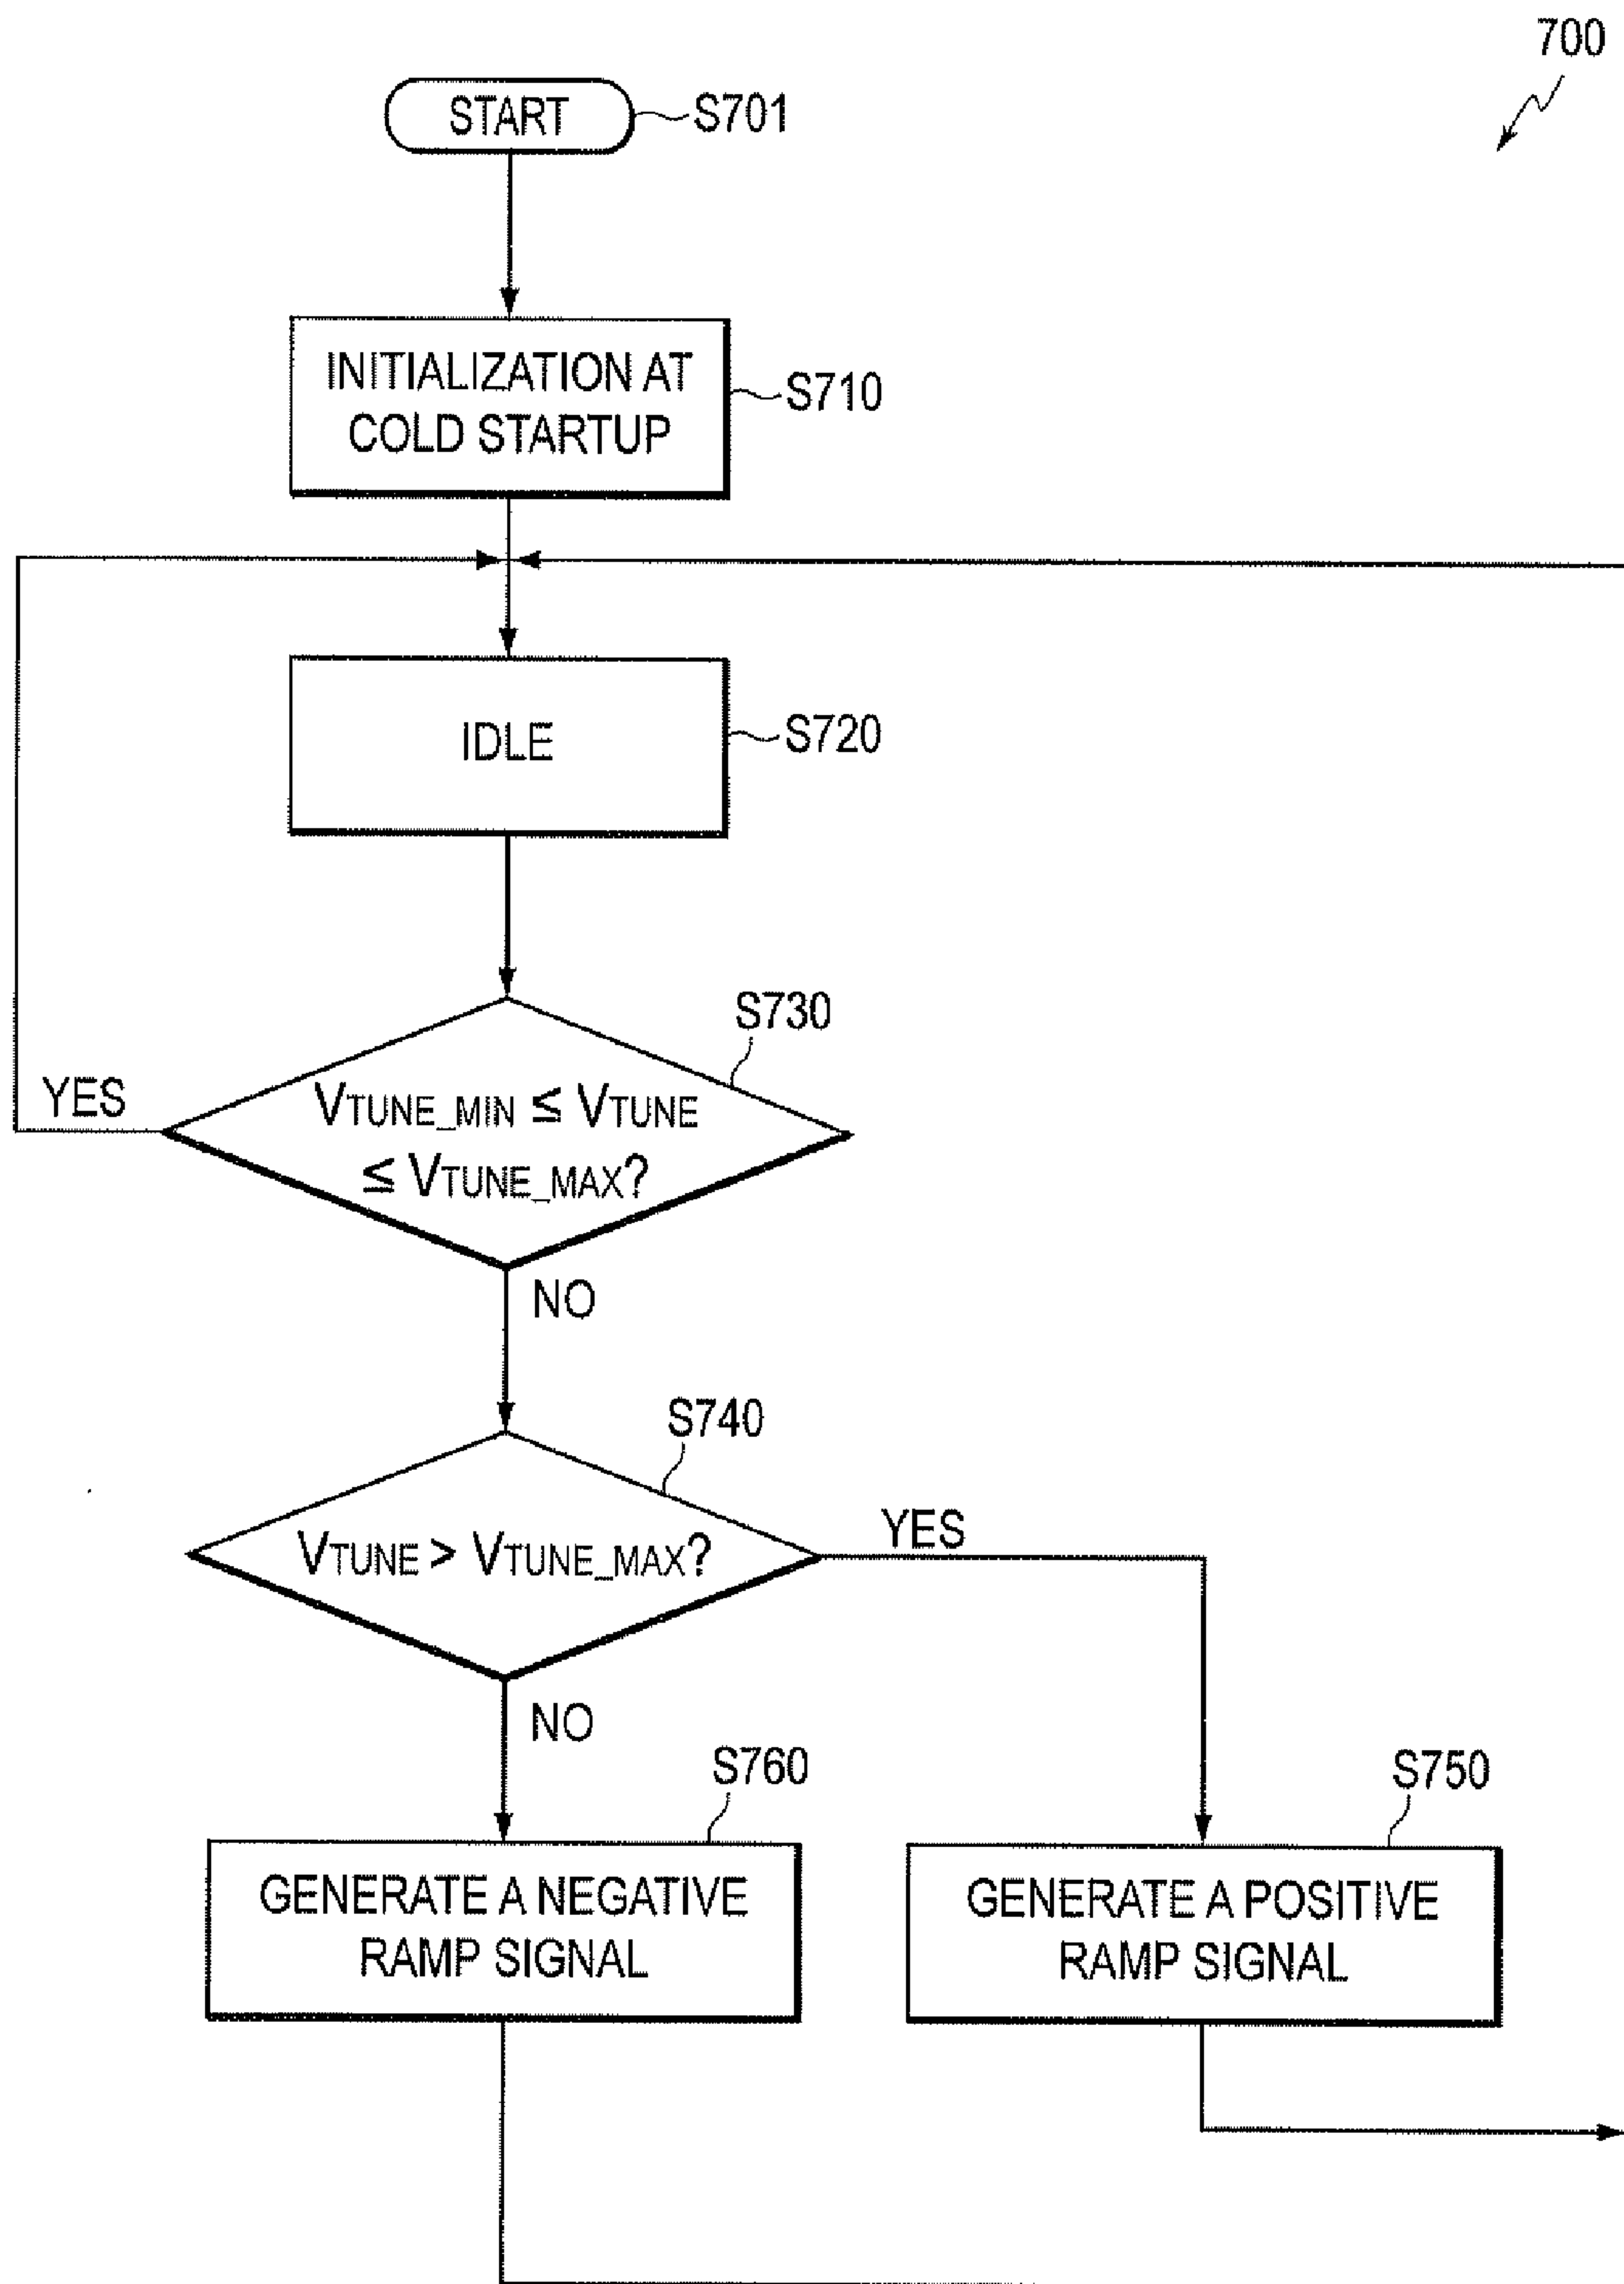 700
START
S701
INITIALIZATION AT
COLD STARTUP
S710
IDLE
S720
S730
YES
VTUNE_MIN ≤ VTUNE
≤ VTUNE_MAX?
NO
S740
VTUNE > VTUNE_MAX?
YES
NO
S760
S750
GENERATE A NEGATIVE
RAMP SIGNAL
GENERATE A POSITIVE
RAMP SIGNAL